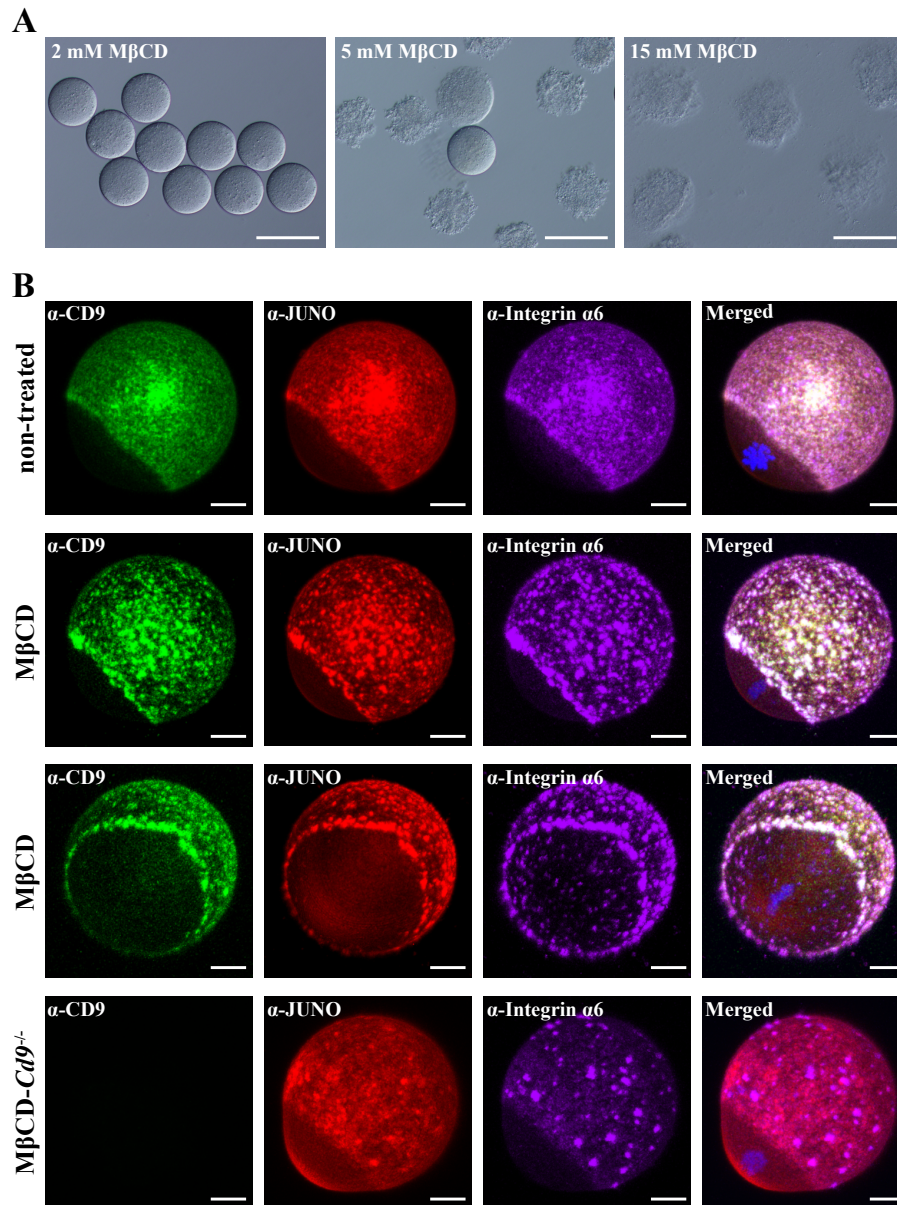 A
2 mM MβCD
5 mM MβCD
15 mM MβCD
B
non-treated
α-CD9
α-JUNO
α-Integrin α6
Merged
MβCD
α-CD9
α-JUNO
α-Integrin α6
Merged
MβCD
α-CD9
α-JUNO
α-Integrin α6
Merged
MβCD-Cd9-/-
α-CD9
α-JUNO
α-Integrin α6
Merged